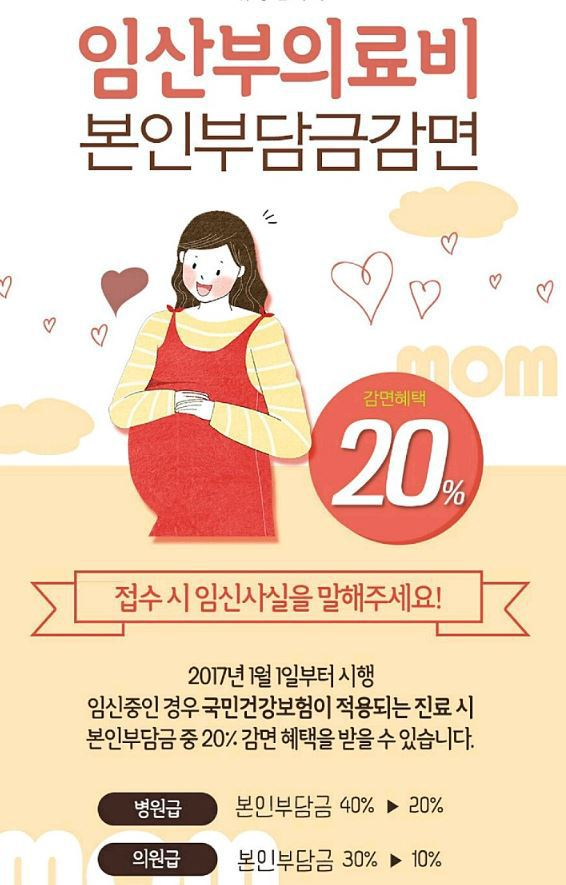 임산부의료비
본인부담금감면
mom
감면혜택
20%
접수 시 임신사실을 말해주세요!
2017년 1월 1일부터 시행
임신중인 경우 국민건강보험이 적용되는 진료 시
본인부담금 중 20% 감면 혜택을 받을 수 있습니다.
병원급 본인부담금 40% ▶ 20%
의원급 본인부담금 30% ▶ 10%
mom